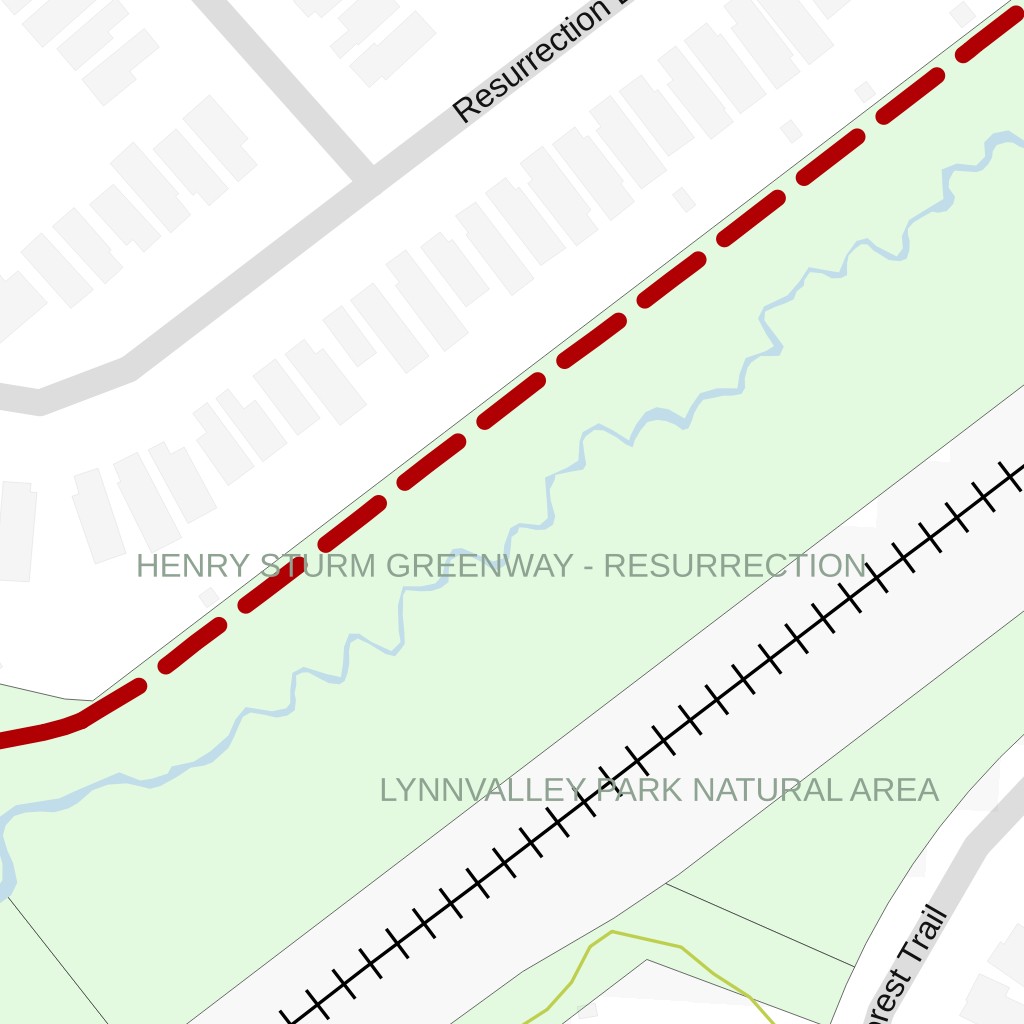 Resurrection
HENRY STURM GREENWAY - RESURRECTION
LYNNVALLEY PARK NATURAL AREA
Trail